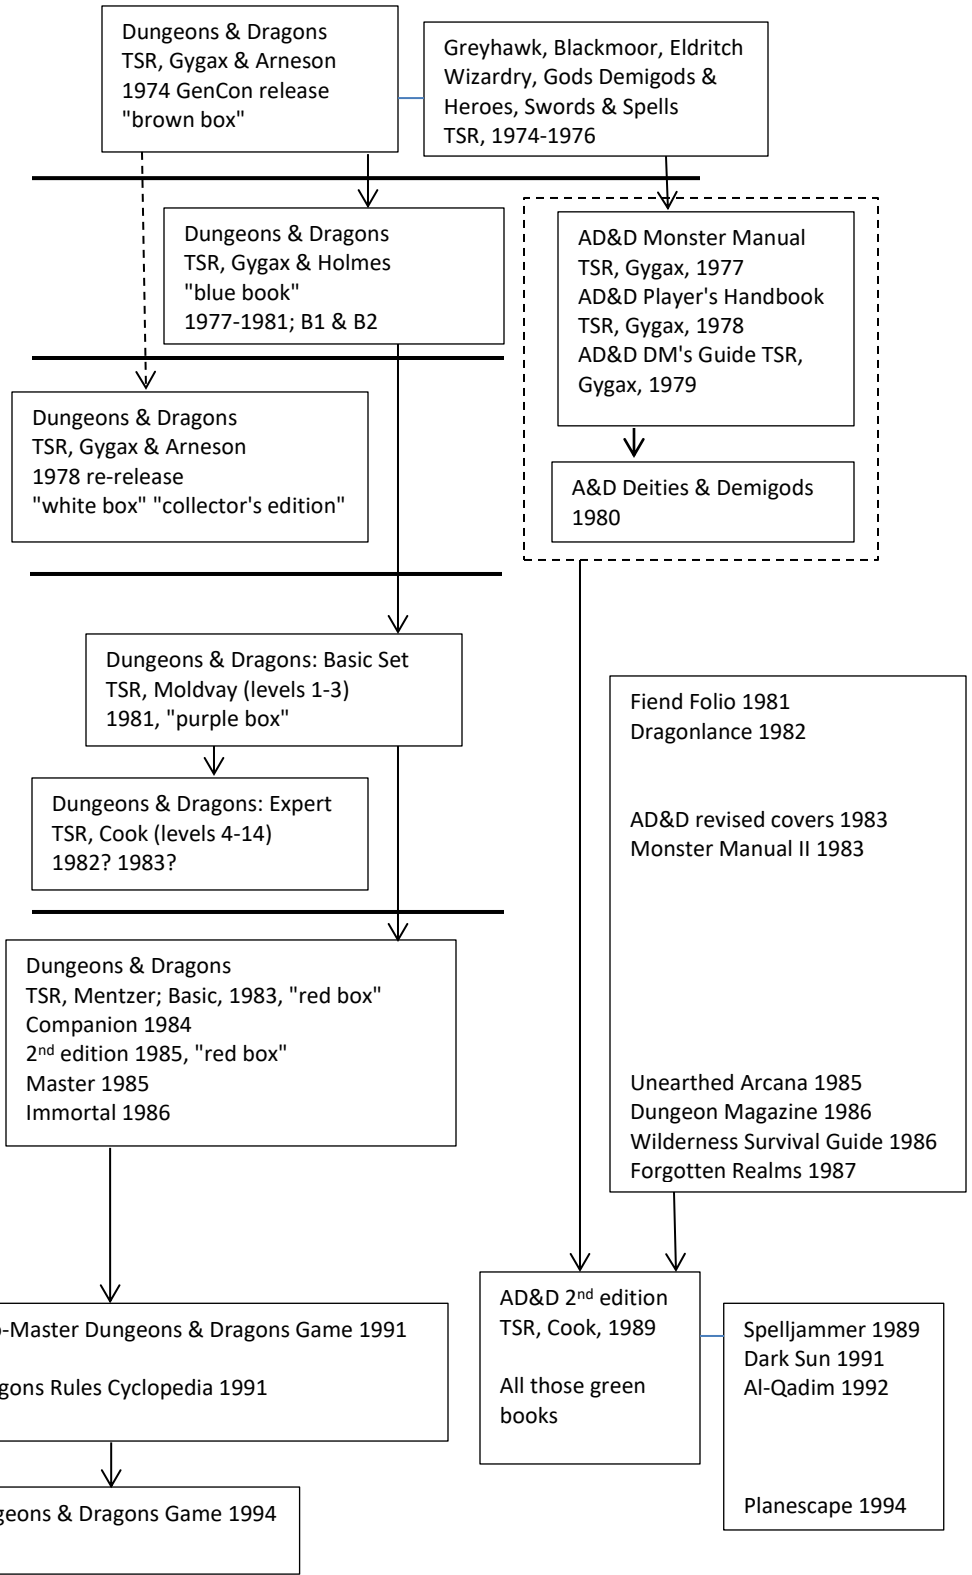 Dungeons & Dragons
TSR, Gygax & Arneson
1974 GenCon release
"brown box"
Greyhawk, Blackmoor, Eldritch
Wizardry, Gods Demigods &
Heroes, Swords & Spells
TSR, 1974-1976
Dungeons & Dragons
TSR, Gygax & Holmes
"blue book"
1977-1981; B1 & B2
AD&D Monster Manual
TSR, Gygax, 1977
AD&D Player's Handbook
TSR, Gygax, 1978
AD&D DM's Guide TSR,
Gygax, 1979
Dungeons & Dragons
TSR, Gygax & Arneson
1978 re-release
"white box" "collector's edition"
A&D Deities & Demigods
1980
Dungeons & Dragons: Basic Set
TSR, Moldvay (levels 1-3)
1981, "purple box"
Dungeons & Dragons: Expert
TSR, Cook (levels 4-14)
1982? 1983?
Fiend Folio 1981
Dragonlance 1982
AD&D revised covers 1983
Monster Manual II 1983
Unearthed Arcana 1985
Dungeon Magazine 1986
Wilderness Survival Guide 1986
Forgotten Realms 1987
Dungeons & Dragons
TSR, Mentzer; Basic, 1983, "red box"
Companion 1984
2nd edition 1985, "red box"
Master 1985
Immortal 1986
-Master Dungeons & Dragons Game 1991
gons Rules Cyclopedia 1991
AD&D 2nd edition
TSR, Cook, 1989
All those green
books
Spelljammer 1989
Dark Sun 1991
Al-Qadim 1992
Planescape 1994
geons & Dragons Game 1994